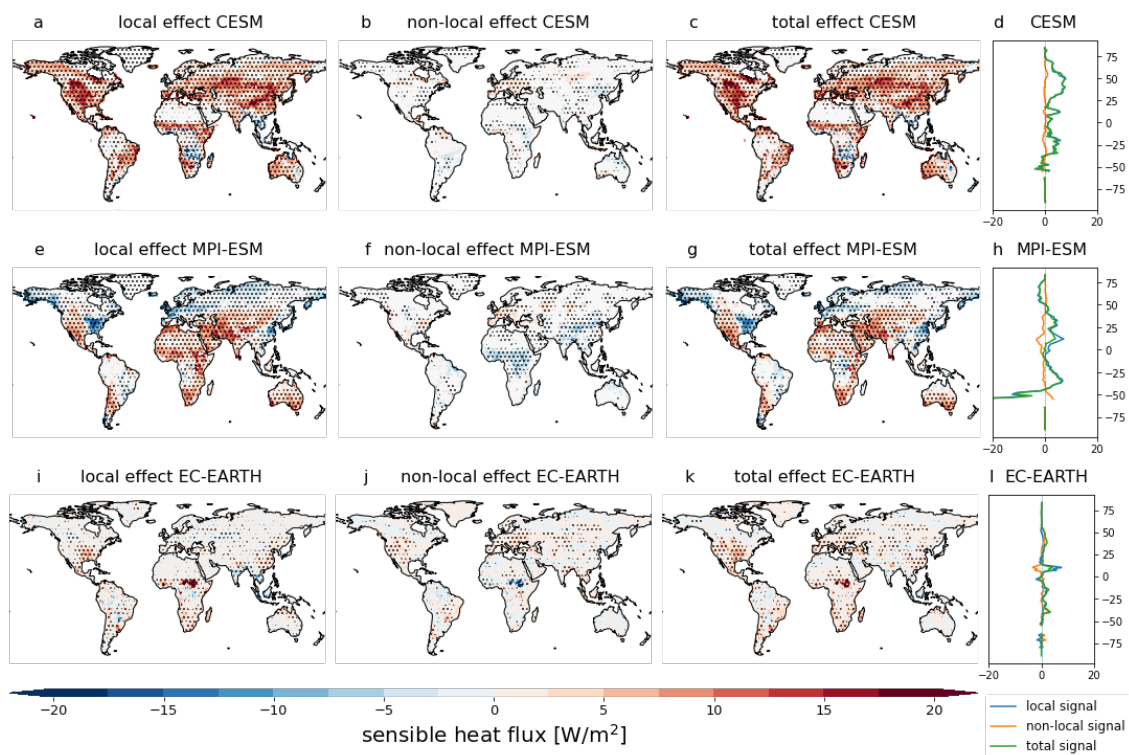 a local effect CESM
b non-local effect CESM
c total effect CESM
d CESM
75
50
25
0
−25
−50
−75
−20 0 20
e local effect MPI-ESM
f non-local effect MPI-ESM
g total effect MPI-ESM
h MPI-ESM
75
50
25
0
−25
−50
−75
−20 0 20
i local effect EC-EARTH
j non-local effect EC-EARTH
k total effect EC-EARTH
l EC-EARTH
75
50
25
0
−25
−50
−75
−20 0 20
−20 −15 −10 −5 0 5 10 15 20
sensible heat flux [W/m²]
local signal
non-local signal
total signal